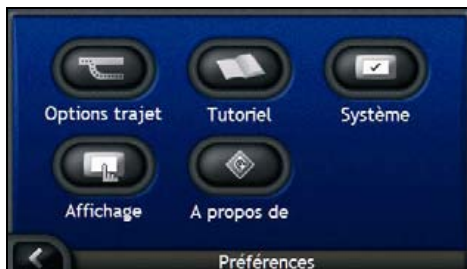 Options trajet Tutoriel Système
Affichage A propos de
Préférences